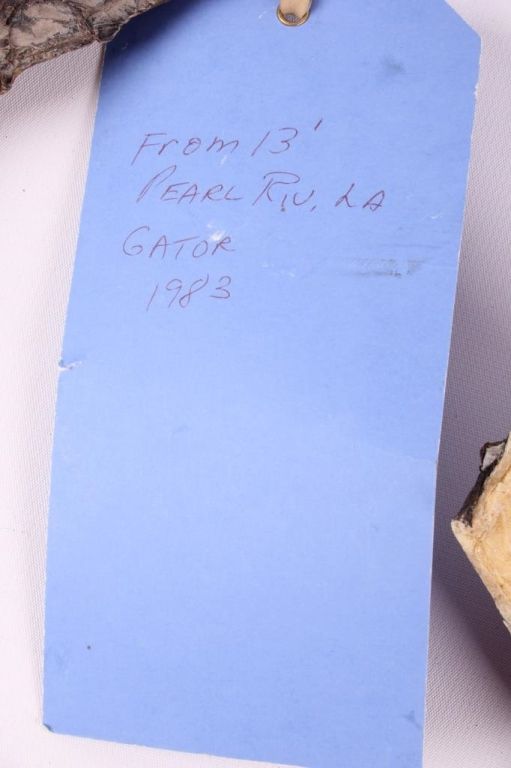 From 13'
PEARL RIV, LA
GATOR
1983